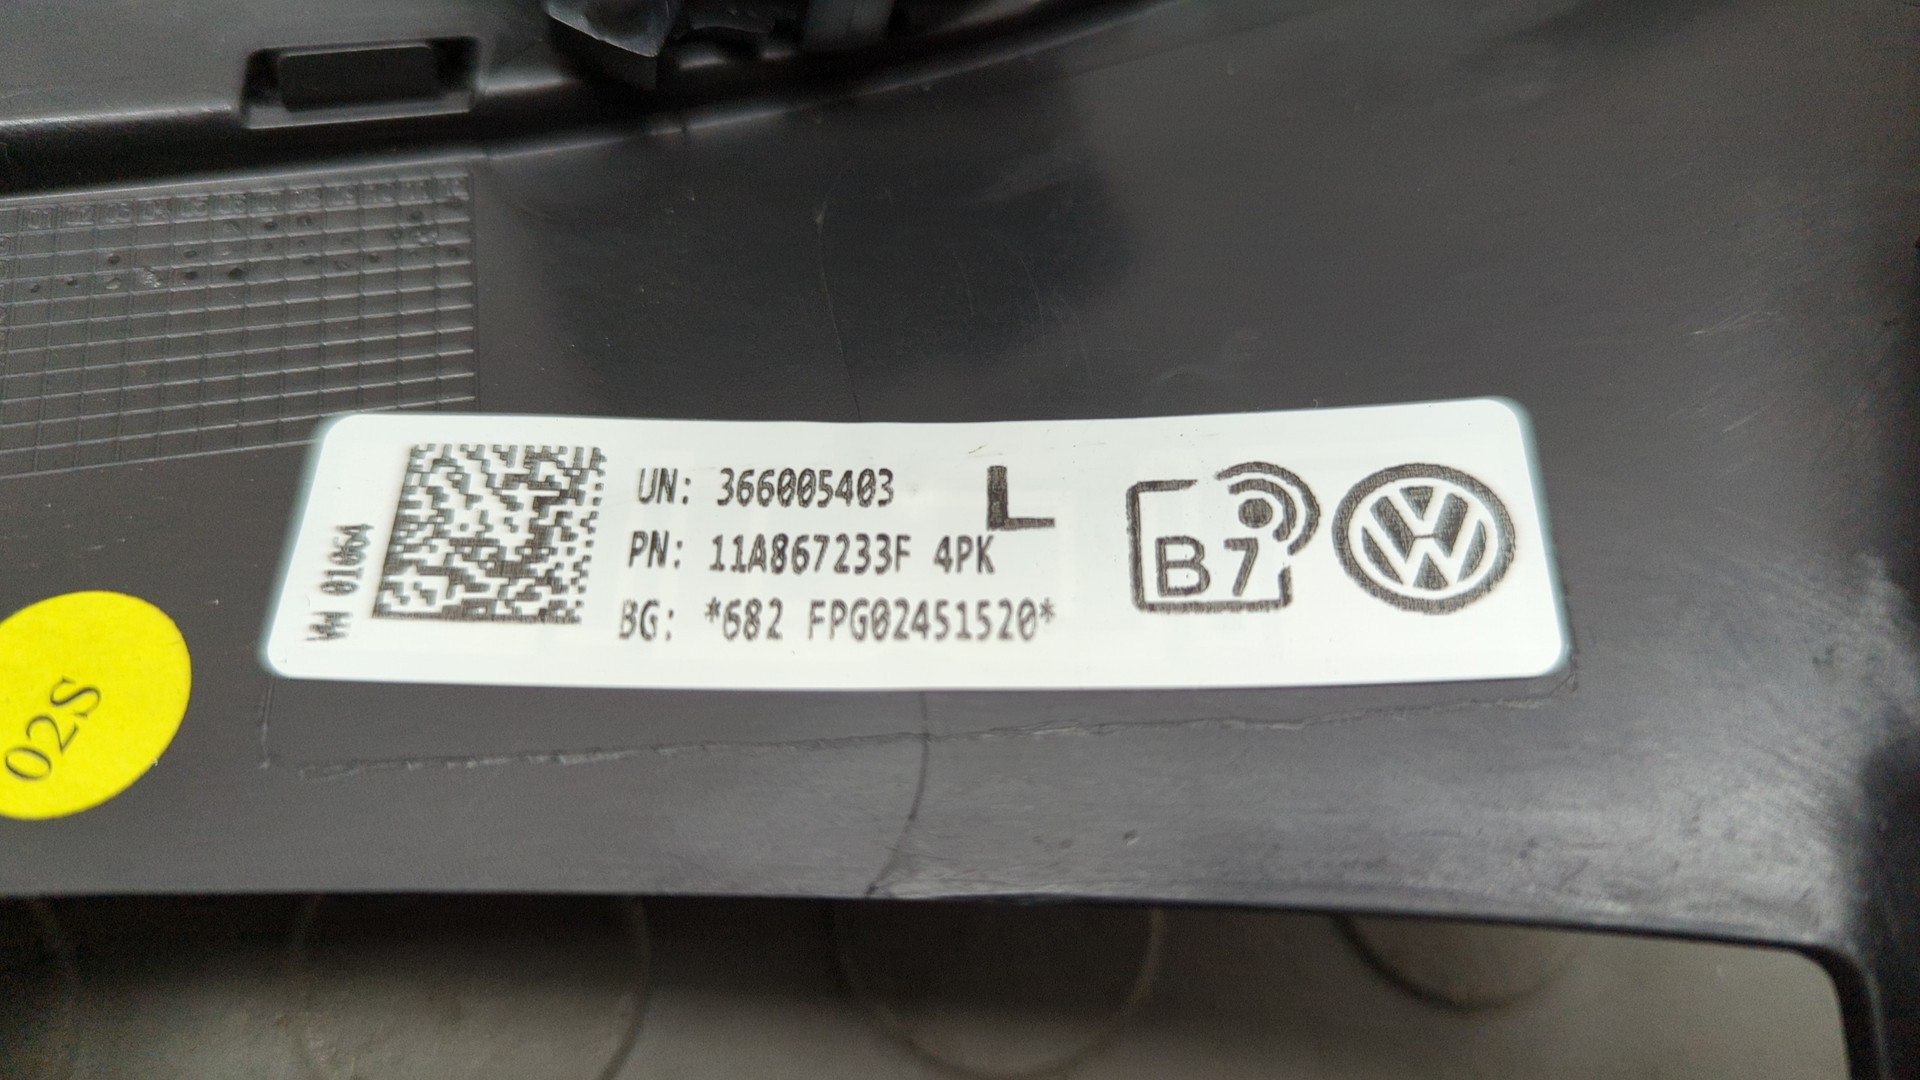 UN: 366005403
L
PN: 11A867233F 4PK
BG: *682 FPG02451520*
VW 01064
B7
02S